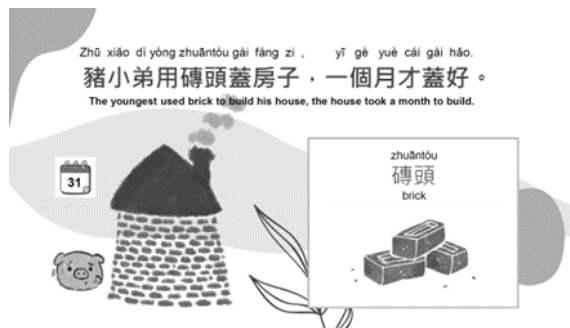 Zhū xiǎo dì yòng zhuāntóu gài fáng zi , yī gè yuè cái gài hǎo.
豬小弟用磚頭蓋房子，一個月才蓋好。
The youngest used brick to build his house, the house took a month to build.
31
zhuāntóu
磚頭
brick